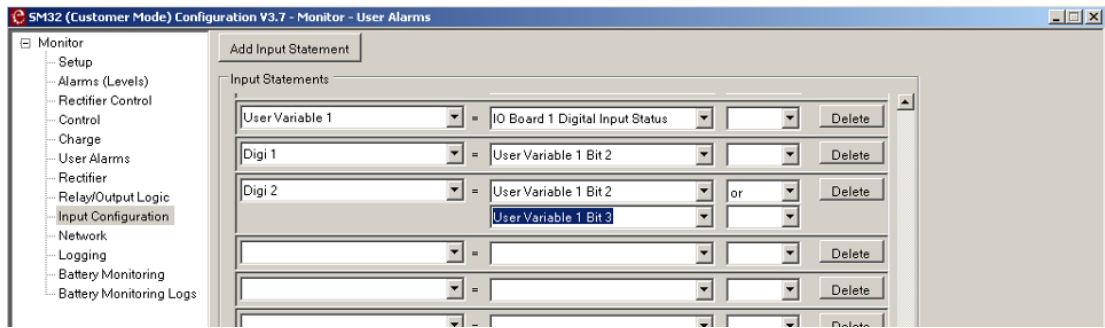 SM32 (Customer Mode) Configuration V3.7 - Monitor - User Alarms
Monitor
Setup
Alarms (Levels)
Rectifier Control
Control
Charge
User Alarms
Rectifier
Relay/Output Logic
Input Configuration
Network
Logging
Battery Monitoring
Battery Monitoring Logs
Add Input Statement
Input Statements
User Variable 1 = IO Board 1 Digital Input Status Delete
Digi 1 = User Variable 1 Bit 2 Delete
Digi 2 = User Variable 1 Bit 2 or Delete
User Variable 1 Bit 3
= Delete
= Delete
= Delete